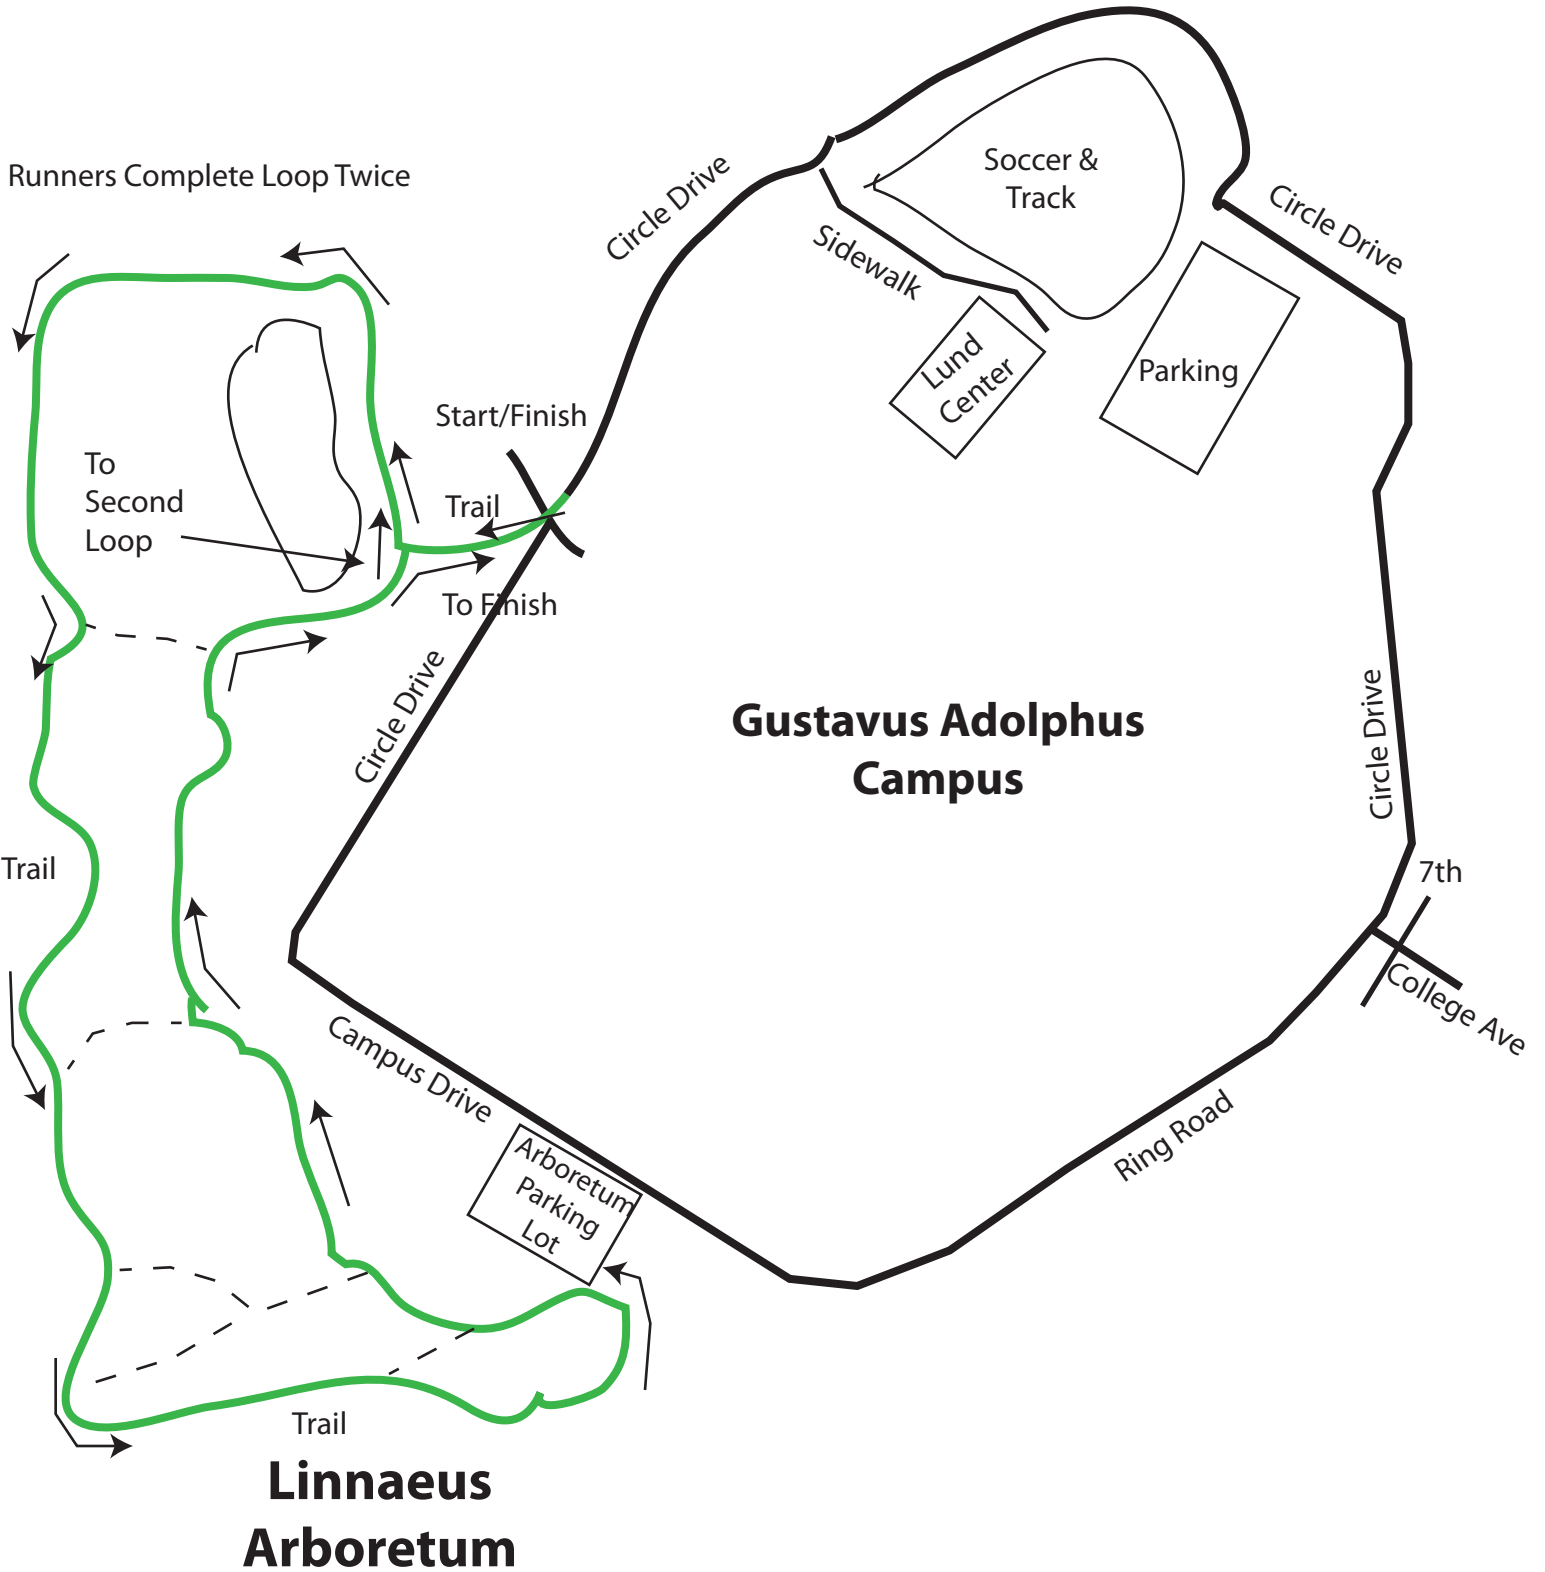 Soccer &
Track
Circle Drive
Runners Complete Loop Twice
Circle Drive
Sidewalk
Lund
Center
Parking
Start/Finish
To
Second
Loop
Trail
To Finish
Circle Drive
Gustavus Adolphus
Campus
Circle Drive
Trail
7th
College Ave
Campus Drive
Ring Road
Arboretum
Parking
Lot
Trail
Linnaeus
Arboretum